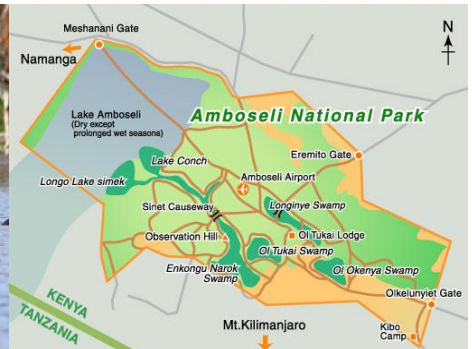 Meshanani Gate
N
Namanga
Lake Amboseli
(Dry except
prolonged wet seasons)
Amboseli National Park
Lake Conch
Eremito Gate
Longo Lake simek
Amboseli Airport
Sinet Causeway
Longinye Swamp
Observation Hill
Ol Tukai Lodge
Ol Tukai Swamp
Enkongu Narok
Swamp
Ol Okenya Swamp
Olkelunyiet Gate
KENYA
TANZANIA
Mt.Kilimanjaro
Kibo
Camp